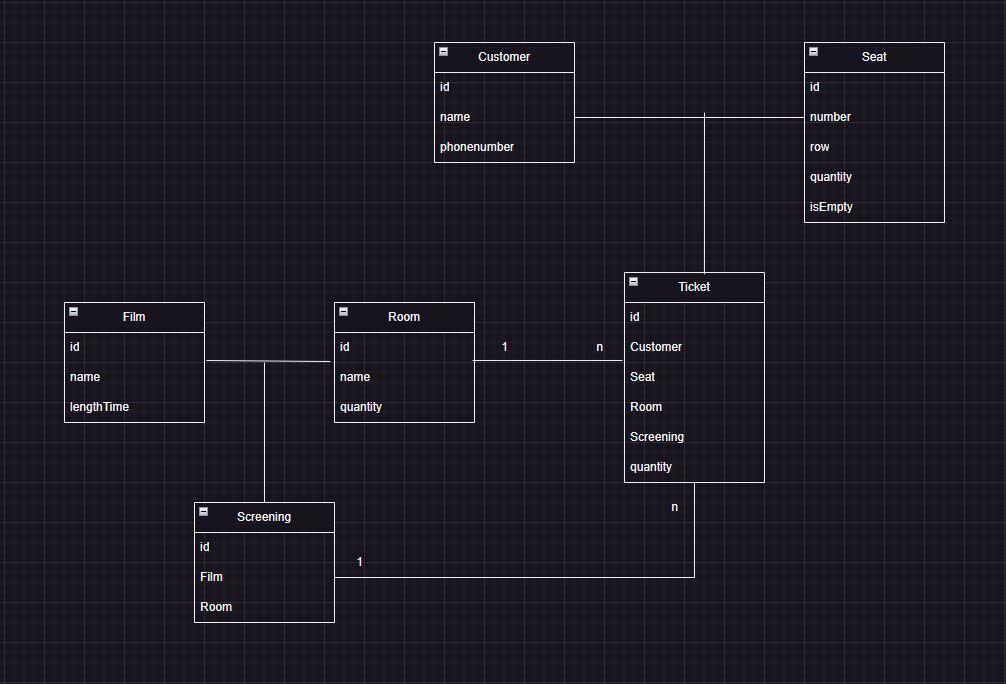 Customer
id
name
phonenumber
Seat
id
number
row
quantity
isEmpty
Film
id
name
lengthTime
Room
id
name
quantity
1
n
Ticket
id
Customer
Seat
Room
Screening
quantity
n
1
Screening
id
Film
Room